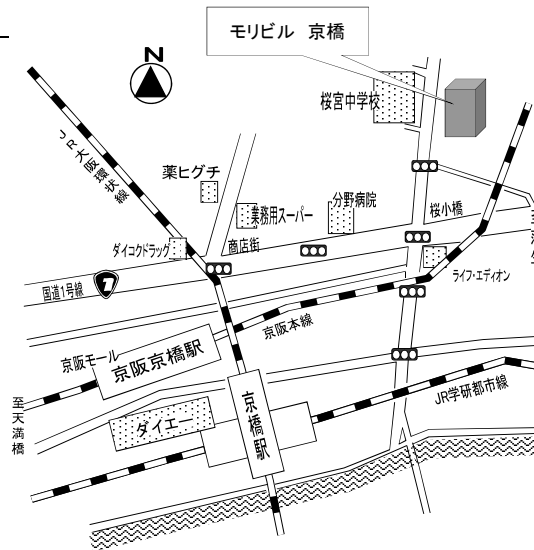 モリビル 京橋
N
桜宮中学校
JR大阪環状線
薬ヒグチ
業務用スーパー
分野病院
桜小橋
ダイコクドラッグ
商店街
ライフ・エディオン
国道1号線
1
京阪本線
京阪モール
京阪京橋駅
JR学研都市線
至天満橋
ダイエー
京橋駅